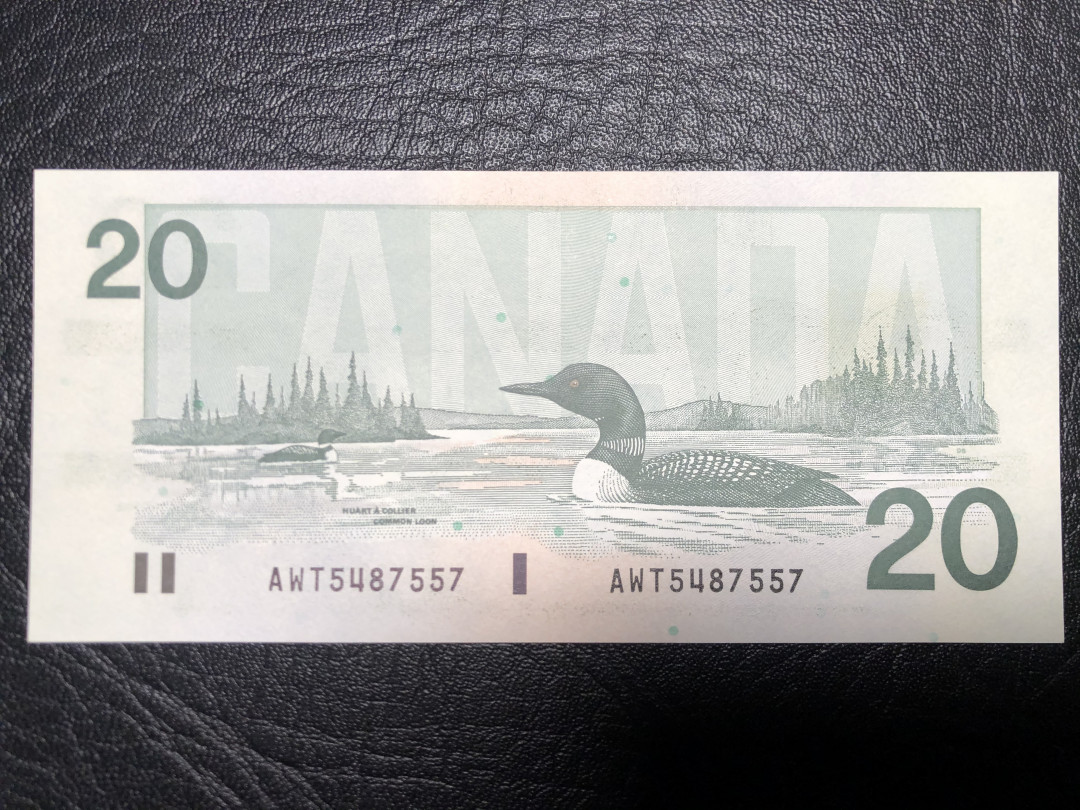 20
CANADA
HUART À COLLIER
COMMON LOON
AWT5487557
AWT5487557
20